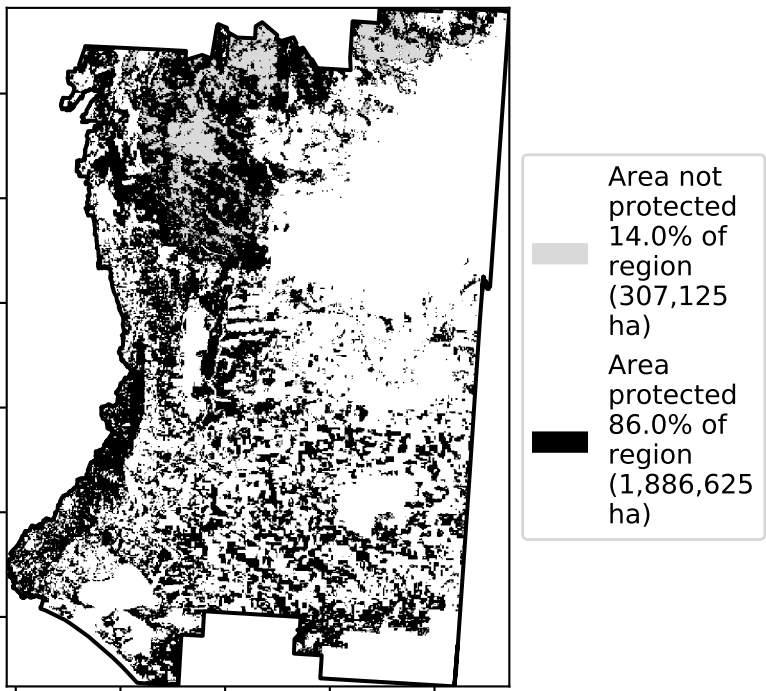 Area not
protected
14.0% of
region
(307,125
ha)
Area
protected
86.0% of
region
(1,886,625
ha)